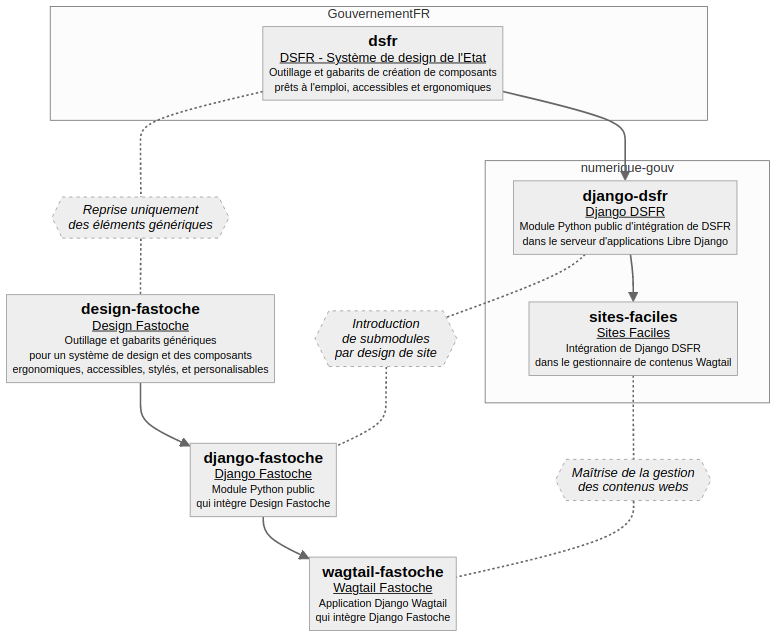 GouvernementFR
dsfr
DSFR - Système de design de l'Etat
Outillage et gabarits de création de composants
prêts à l'emploi, accessibles et ergonomiques
numerique-gouv
django-dsfr
Django DSFR
Module Python public d'intégration de DSFR
dans le serveur d'applications Libre Django
Reprise uniquement
des éléments génériques
design-fastoche
Design Fastoche
Outillage et gabarits génériques
pour un système de design et des composants
ergonomiques, accessibles, stylés, et personalisables
Introduction
de submodules
par design de site
sites-faciles
Sites Faciles
Intégration de Django DSFR
dans le gestionnaire de contenus Wagtail
django-fastoche
Django Fastoche
Module Python public
qui intègre Design Fastoche
Maîtrise de la gestion
des contenus webs
wagtail-fastoche
Wagtail Fastoche
Application Django Wagtail
qui intègre Django Fastoche